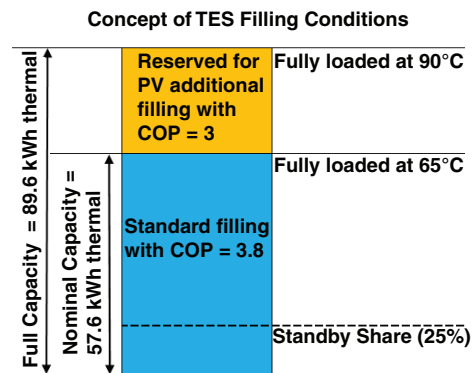 Concept of TES Filling Conditions
Full Capacity = 89.6 kWh thermal
Nominal Capacity =
57.6 kWh thermal
Reserved for
PV additional
filling with
COP = 3
Fully loaded at 90°C
Fully loaded at 65°C
Standard filling
with COP = 3.8
Standby Share (25%)